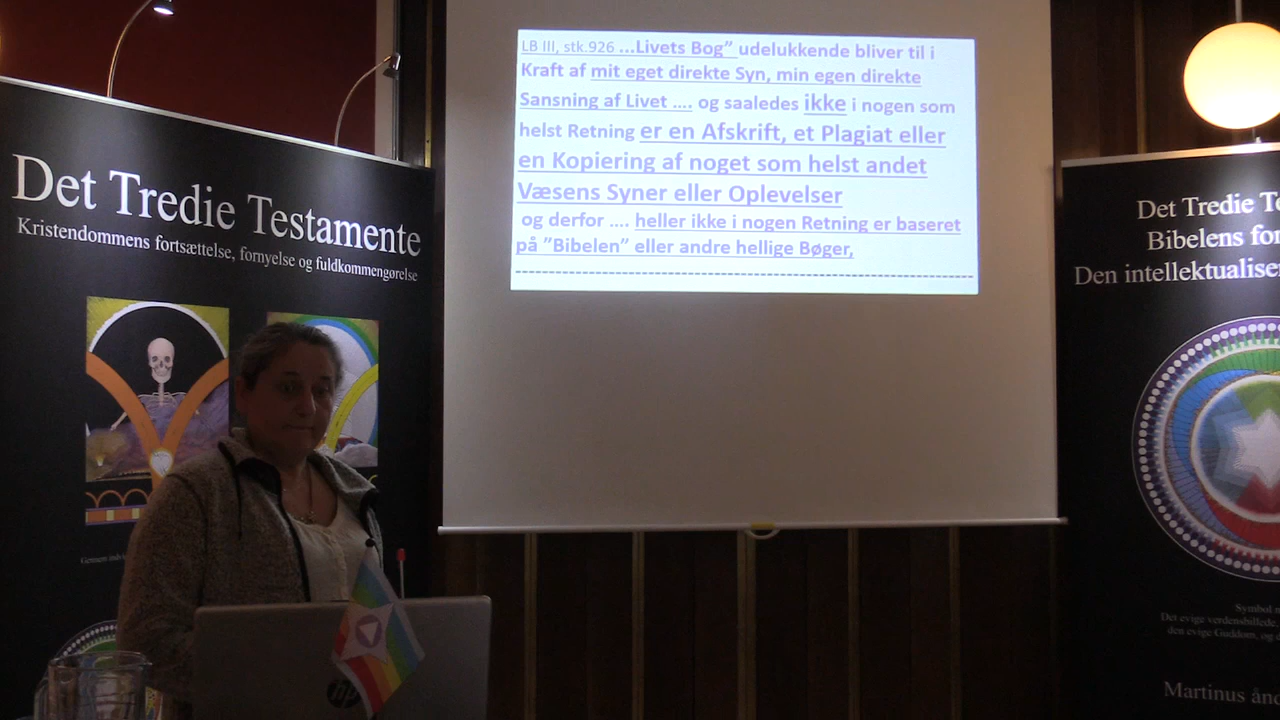 Det Tredie Testamente
Kristendommens fortsættelse, fornyelse og fuldkommengørelse
LB III, stk.926 ...Livets Bog” udelukkende bliver til i
Kraft af mit eget direkte Syn, min egen direkte
Sansning af Livet .... og saaledes ikke i nogen som
helst Retning er en Afskrift, et Plagiat eller
en Kopiering af noget som helst andet
Væsens Syner eller Oplevelser
og derfor .... heller ikke i nogen Retning er baseret
på ”Bibelen” eller andre hellige Bøger,
Det Tredie Te
Bibelens for
Den intellektualise
Symbol
Det evige verdensbillede,
den evige Guddom, og
Martinus ånd
hp